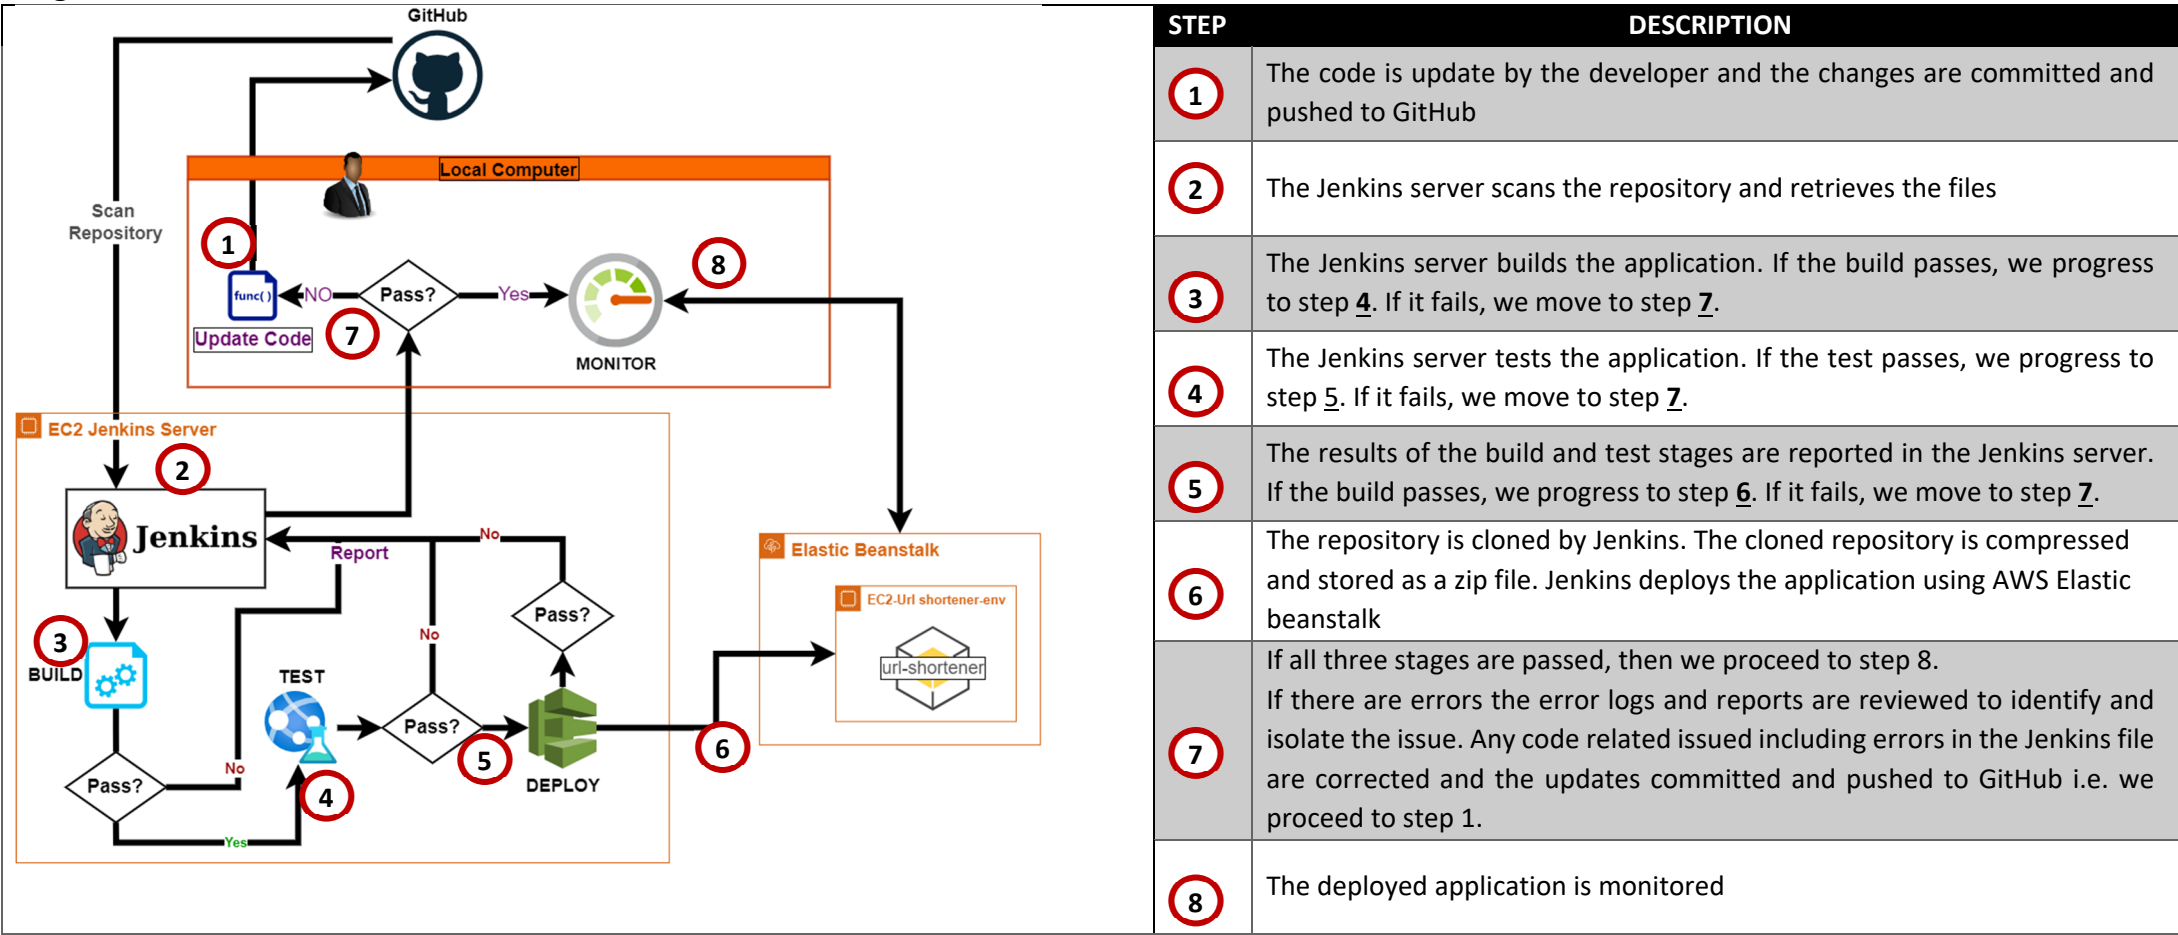 GitHub
Local Computer
Scan
Repository
1
8
func()
NO
Pass?
Yes
7
Update Code
MONITOR
EC2 Jenkins Server
2
Jenkins
Report
No
Elastic Beanstalk
EC2-Url shortener-env
url-shortener
Pass?
No
3
BUILD
TEST
Pass?
5
6
DEPLOY
Pass?
No
4
Yes
STEP DESCRIPTION
1 The code is update by the developer and the changes are committed and
pushed to GitHub
2 The Jenkins server scans the repository and retrieves the files
3 The Jenkins server builds the application. If the build passes, we progress
to step 4. If it fails, we move to step 7.
4 The Jenkins server tests the application. If the test passes, we progress to
step 5. If it fails, we move to step 7.
5 The results of the build and test stages are reported in the Jenkins server.
If the build passes, we progress to step 6. If it fails, we move to step 7.
6 The repository is cloned by Jenkins. The cloned repository is compressed
and stored as a zip file. Jenkins deploys the application using AWS Elastic
beanstalk
7 If all three stages are passed, then we proceed to step 8.
If there are errors the error logs and reports are reviewed to identify and
isolate the issue. Any code related issued including errors in the Jenkins file
are corrected and the updates committed and pushed to GitHub i.e. we
proceed to step 1.
8 The deployed application is monitored